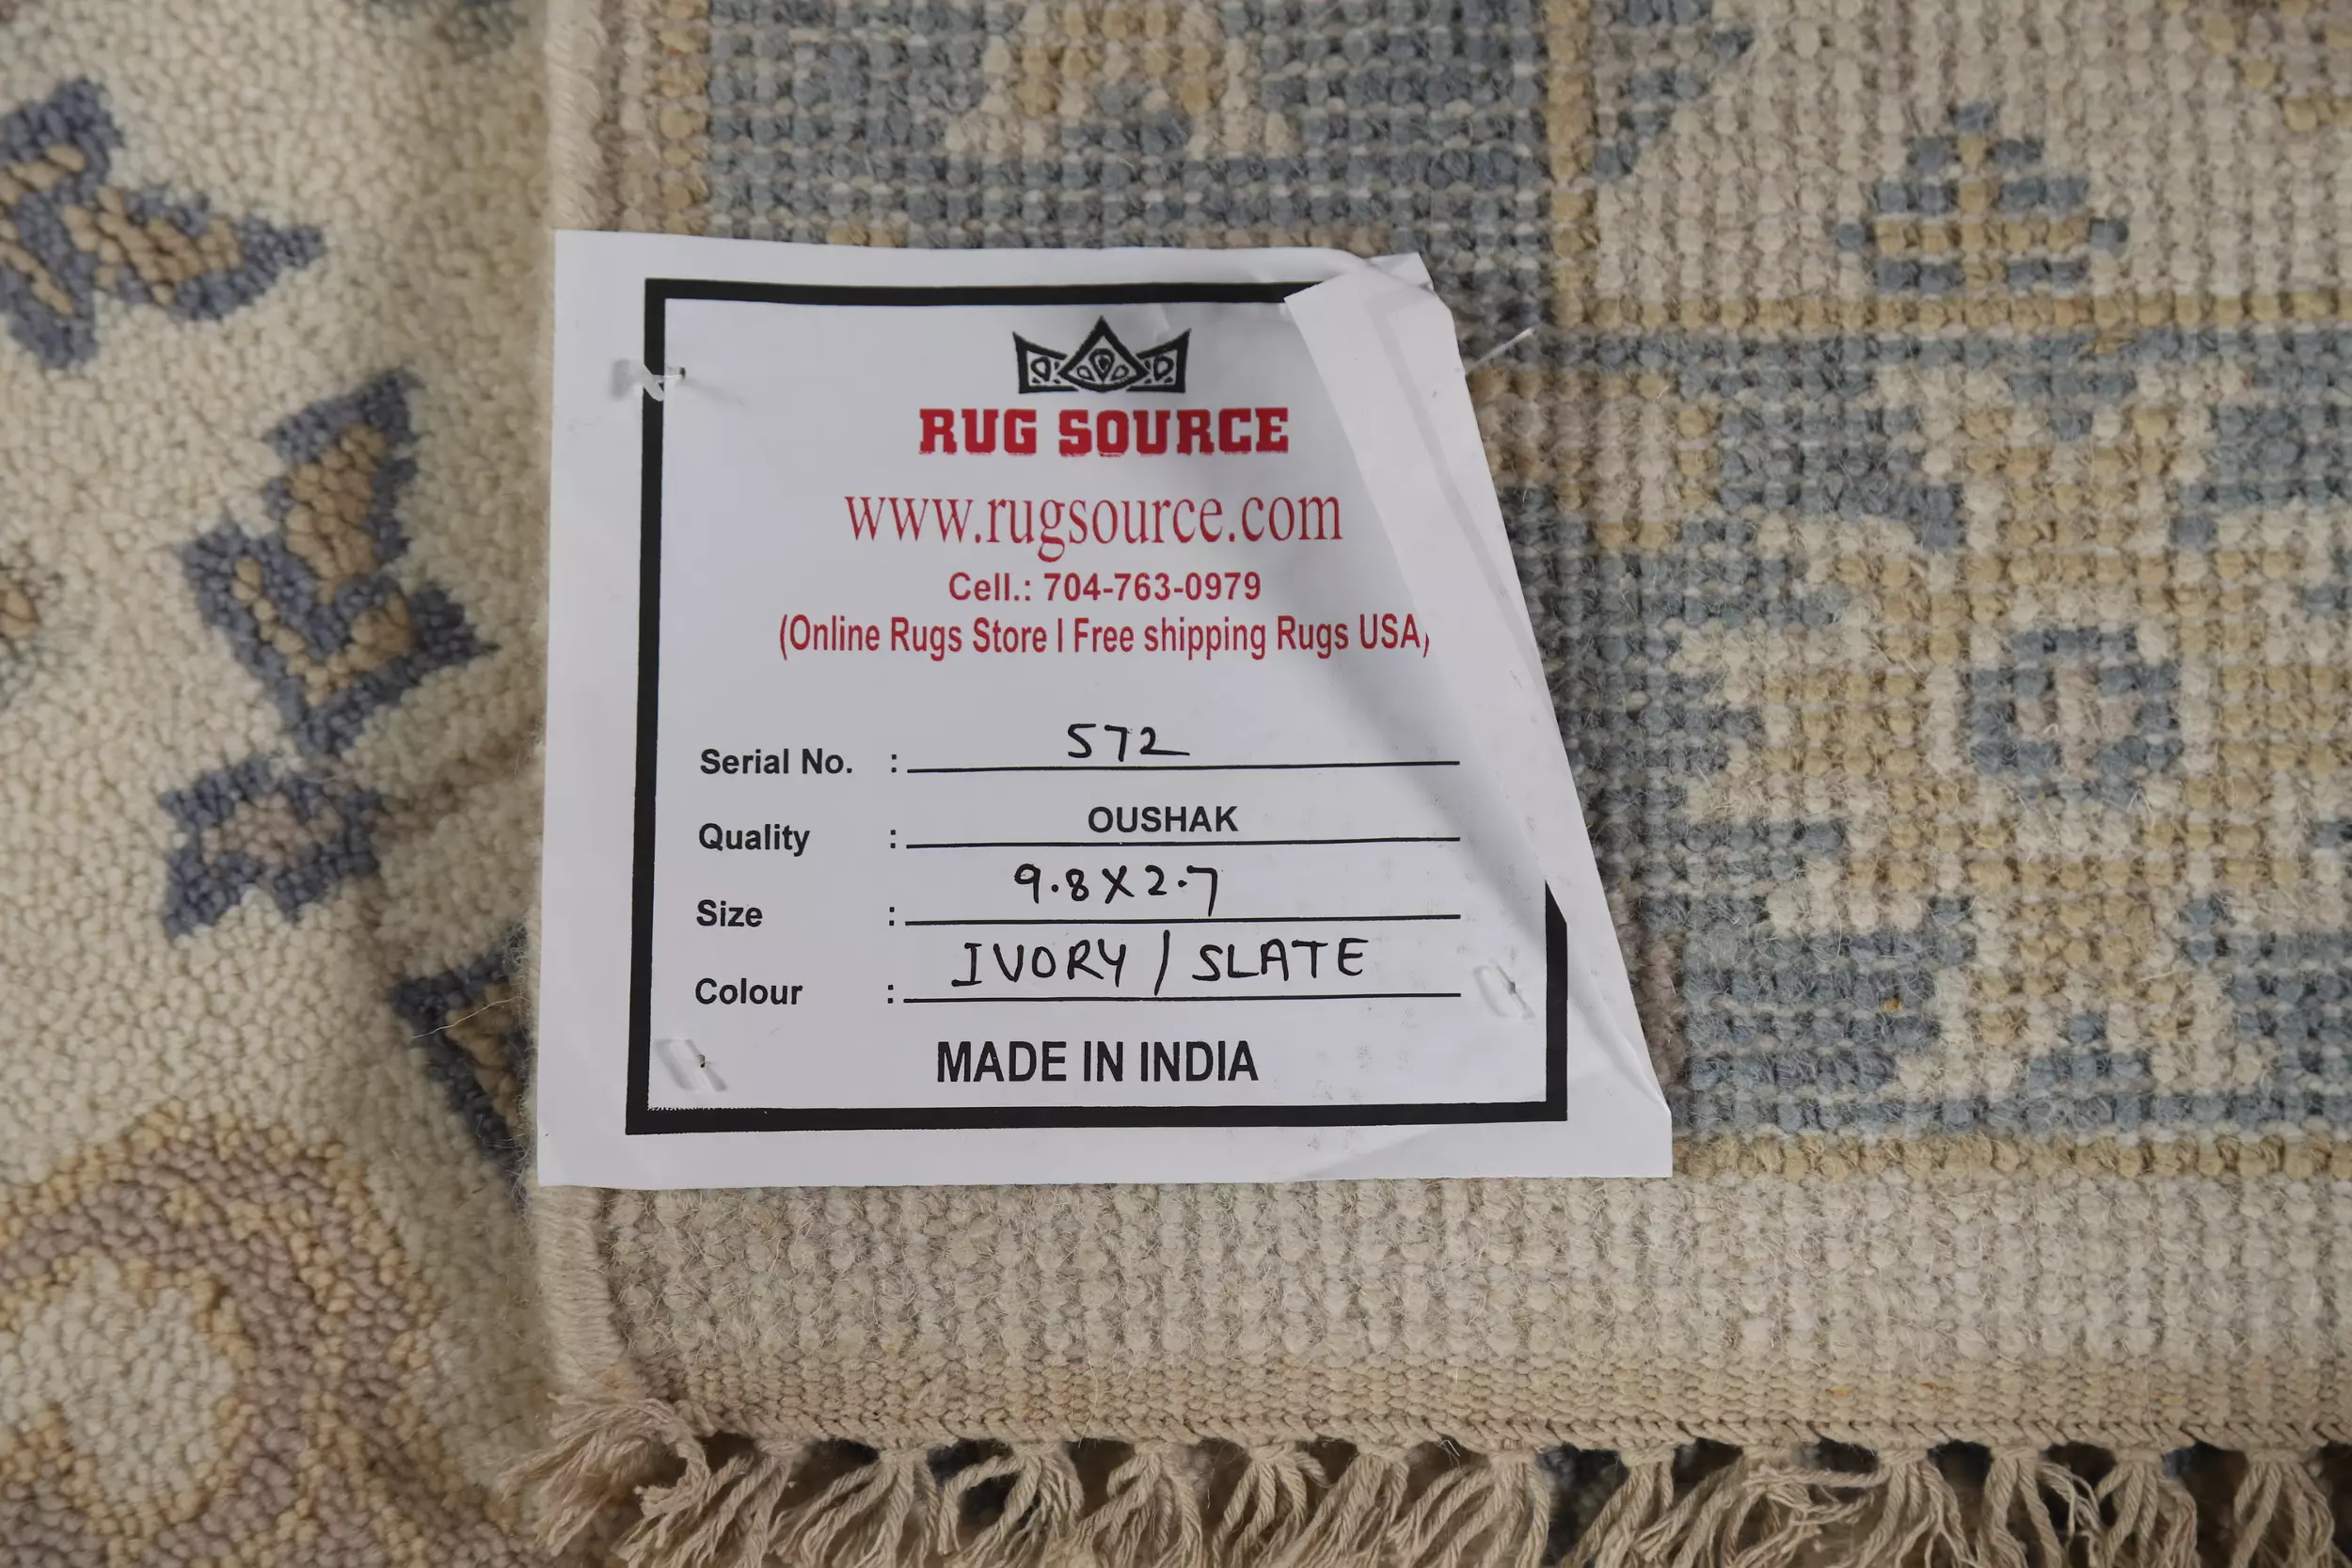 RUG SOURCE
www.rugsource.com
Cell.: 704-763-0979
(Online Rugs Store I Free shipping Rugs USA)
Serial No. : 572
Quality : OUSHAK
Size : 9.8X2.7
Colour : IVORY / SLATE
MADE IN INDIA